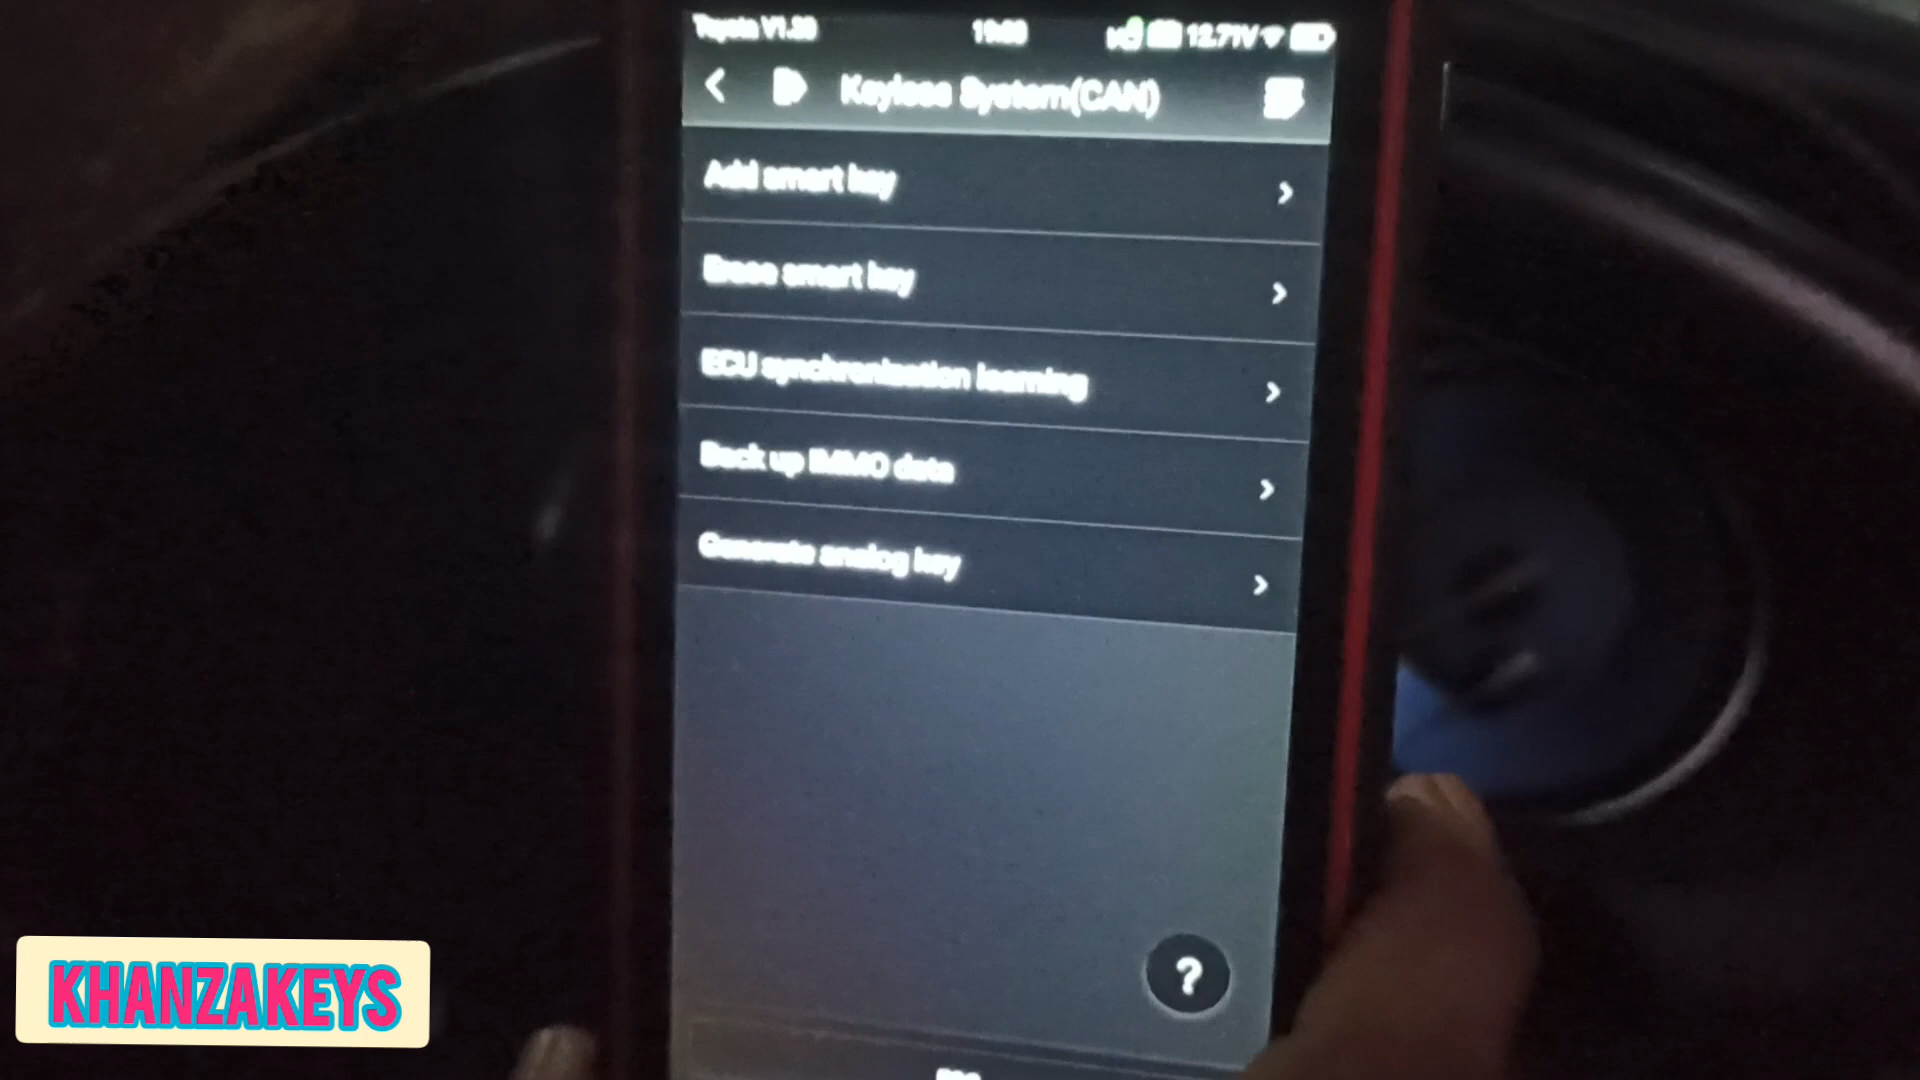 Toyota V1.20
12.71V
Keyless System(CAN)
Add smart key
Erase smart key
ECU synchronization learning
Back up IMMO data
Generate analog key
?
KHANZAKEYS